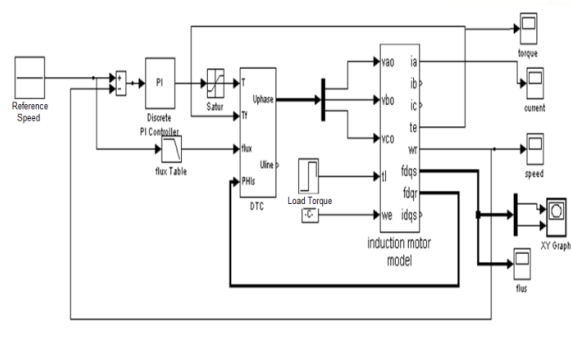 Reference
Speed
+
−
PI
Discrete
PI Controller
Satur
flux Table
T
Tf
flux
PHIs
Uphase
Uline
DTC
Load Torque
-C-
vao
vbo
vco
tl
we
ia
ib
ic
te
wr
fdqs
fdqr
idqs
induction motor
model
torque
current
speed
XY Graph
flus